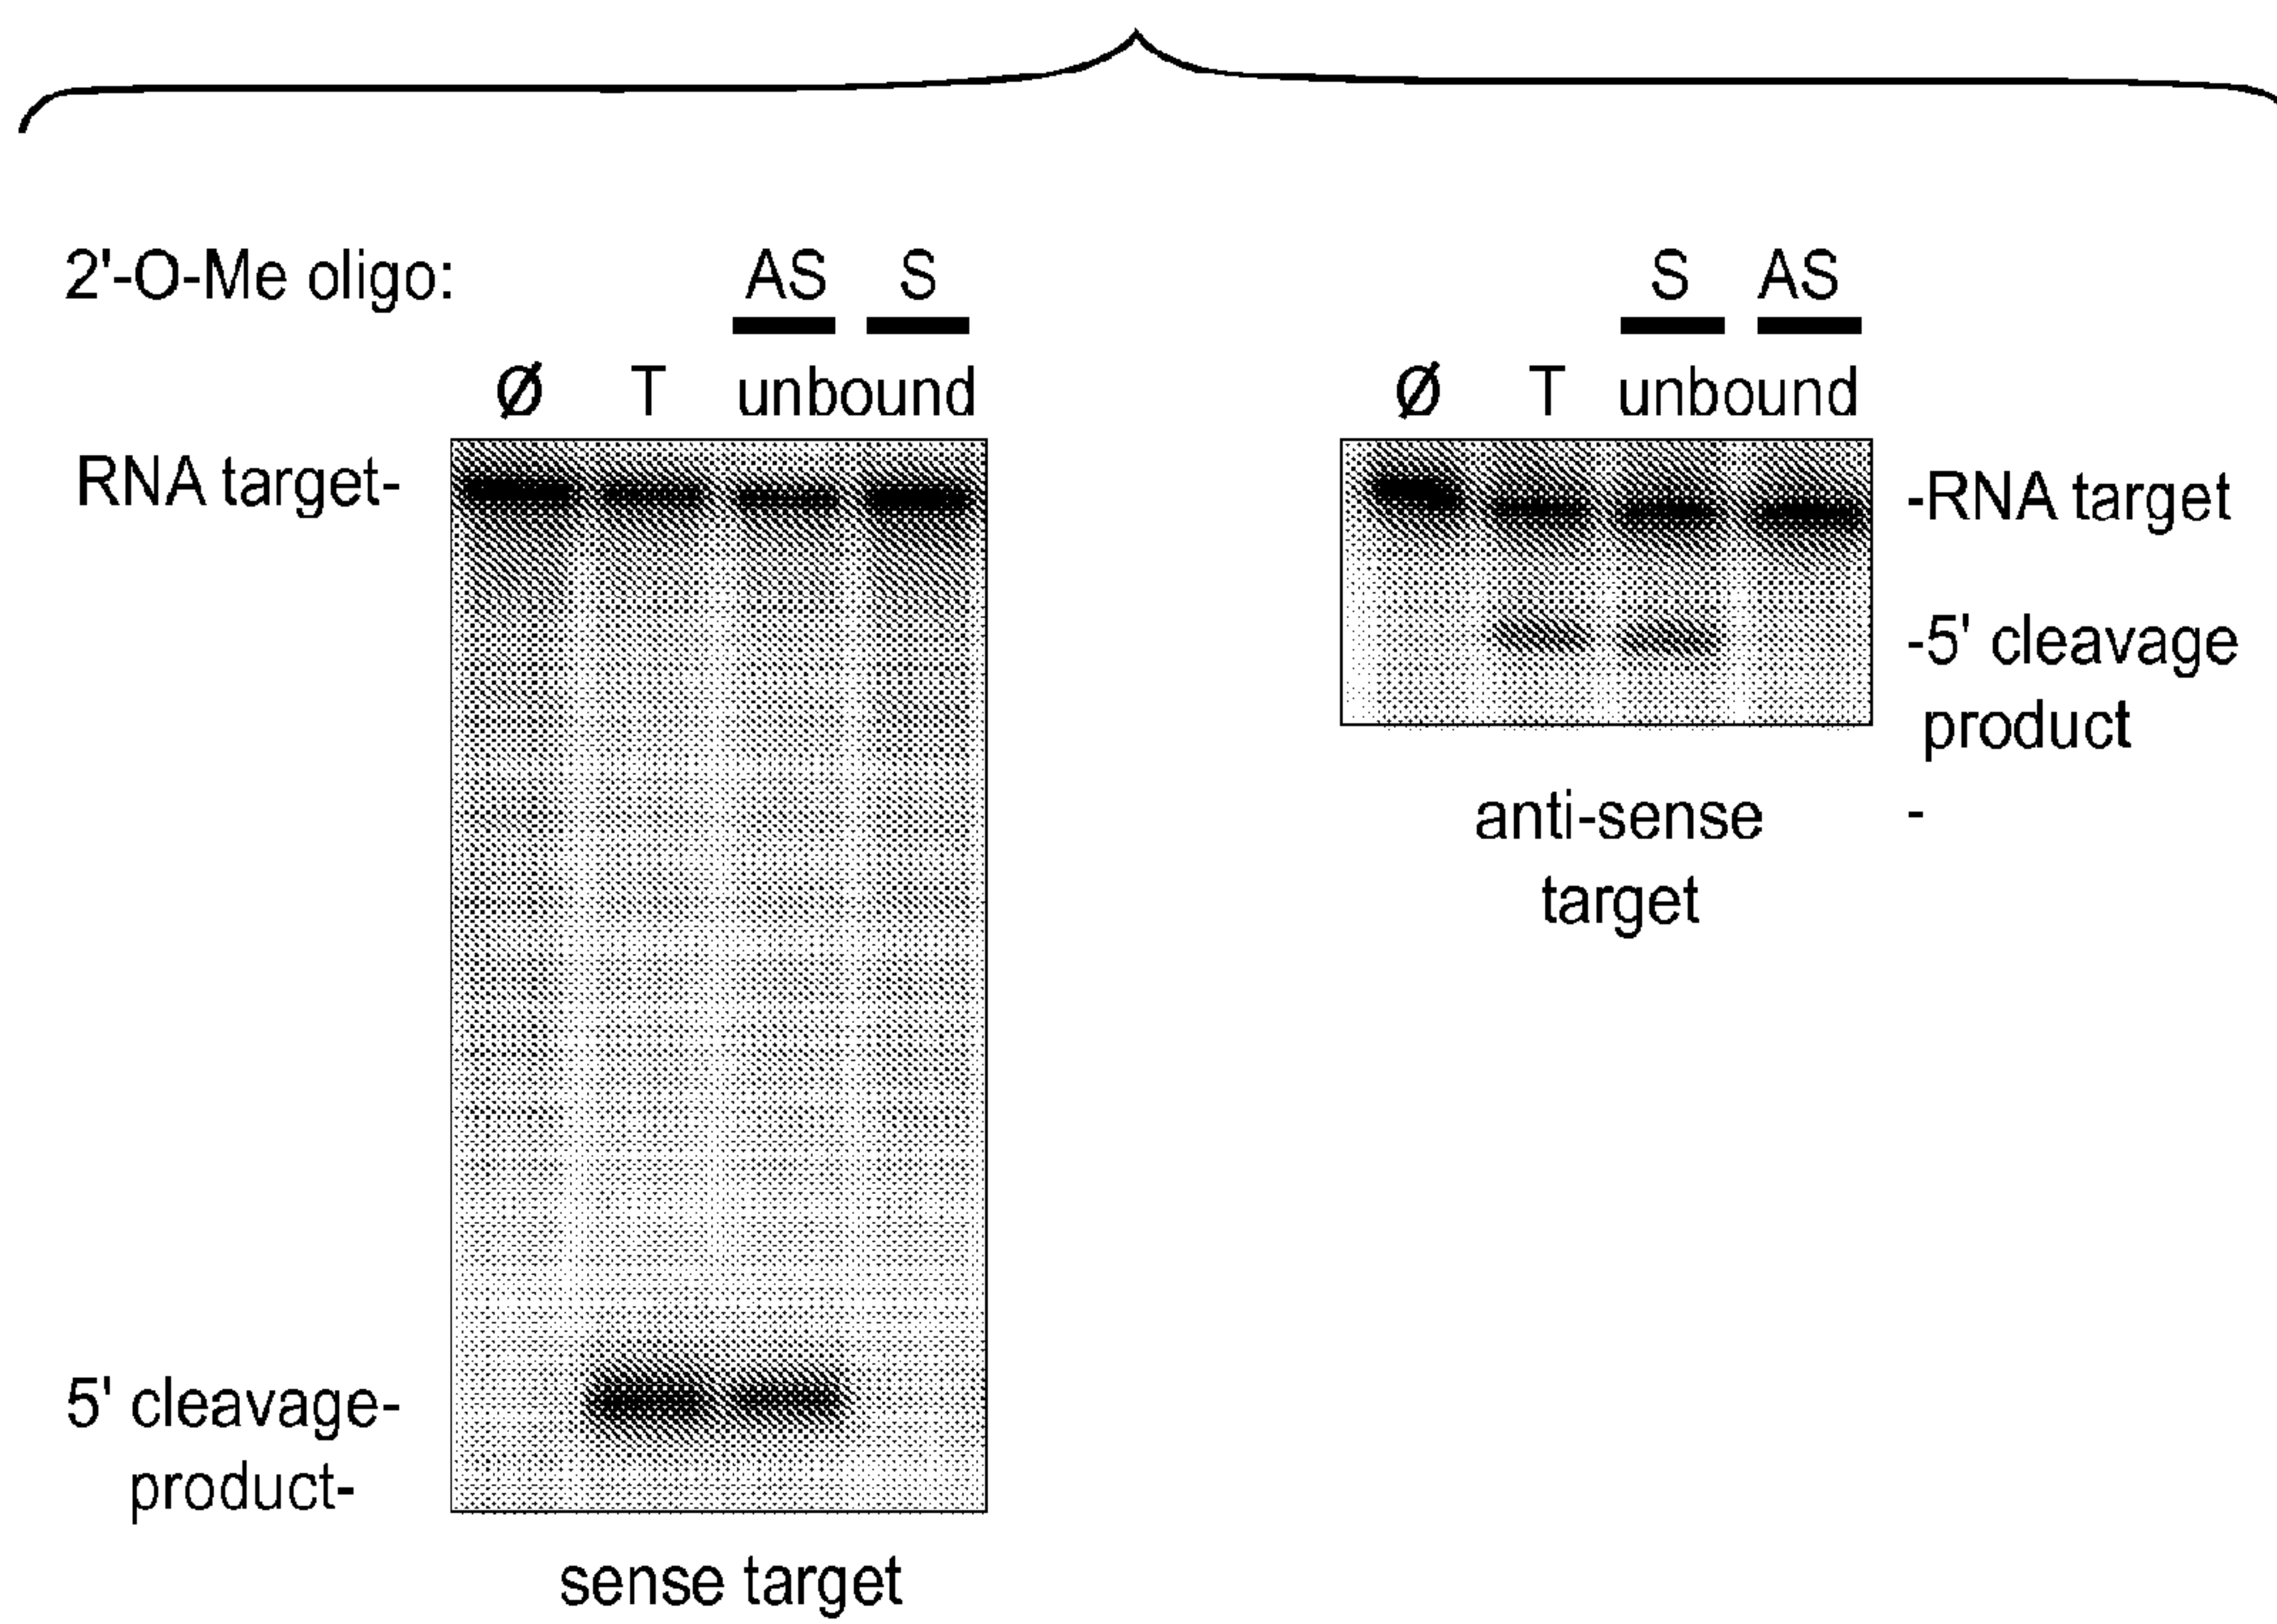 2'-O-Me oligo: AS S
Ø T unbound
RNA target-
5' cleavage-
product-
sense target
S AS
Ø T unbound
-RNA target
-5' cleavage
product
-
anti-sense
target